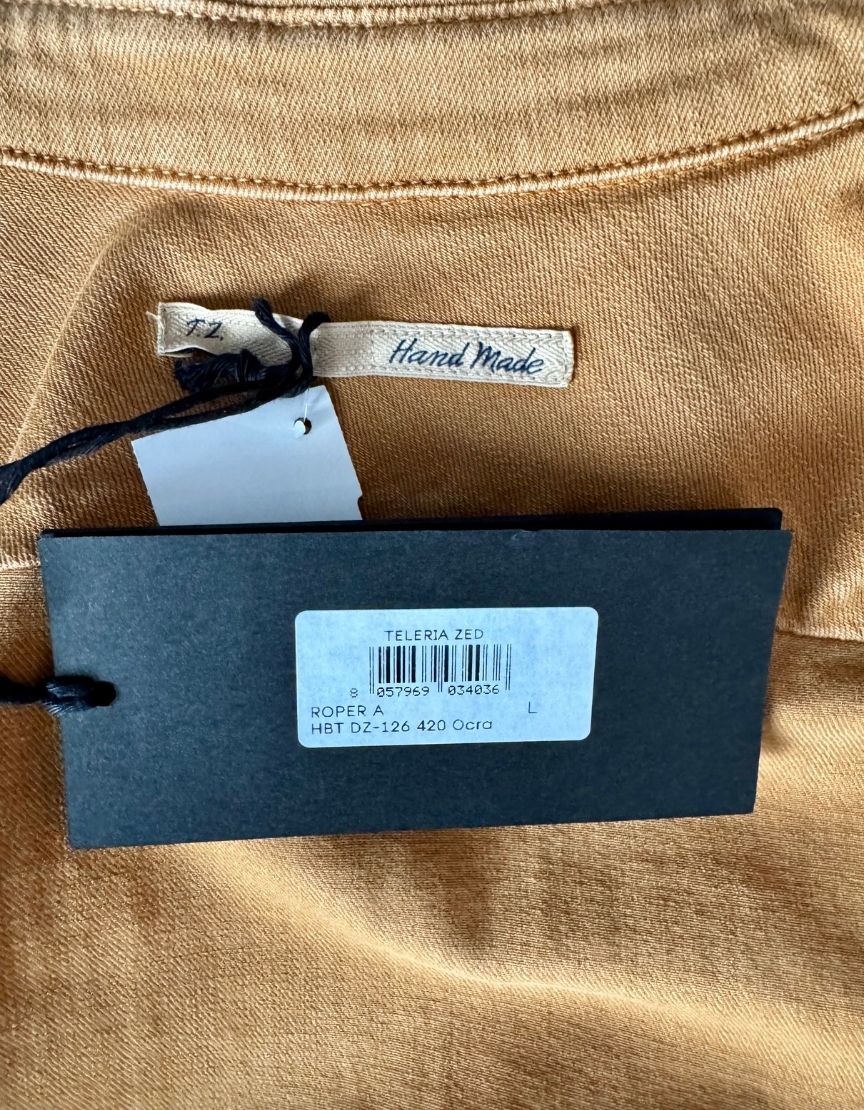 T.Z.
Hand Made
TELERIA ZED
8 057969 034036
ROPER A L
HBT DZ-126 420 Ocra